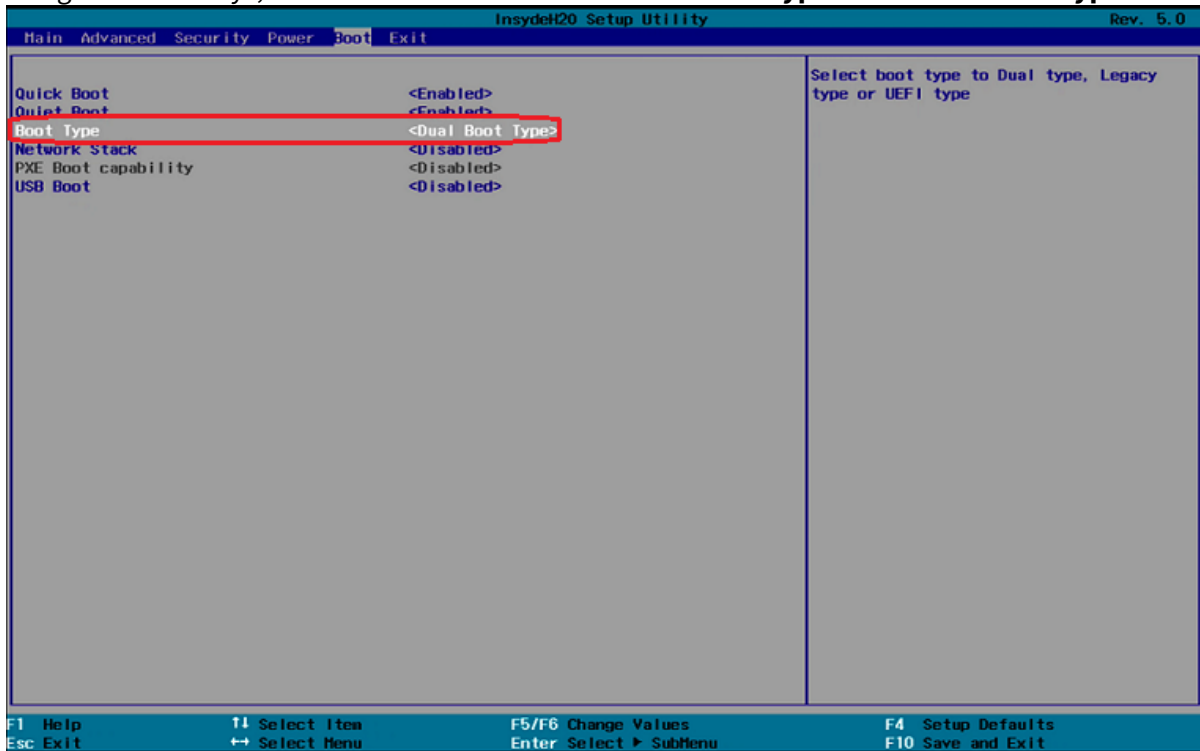 InsydeH20 Setup Utility Rev. 5.0
Main Advanced Security Power Boot Exit
Quick Boot <Enabled>
Quiet Boot <Enabled>
Boot Type <Dual Boot Type>
Network Stack <Disabled>
PXE Boot capability <Disabled>
USB Boot <Disabled>
Select boot type to Dual type, Legacy
type or UEFI type
F1 Help ↑↓ Select Item F5/F6 Change Values F4 Setup Defaults
Esc Exit ↔ Select Menu Enter Select ▶ SubMenu F10 Save and Exit